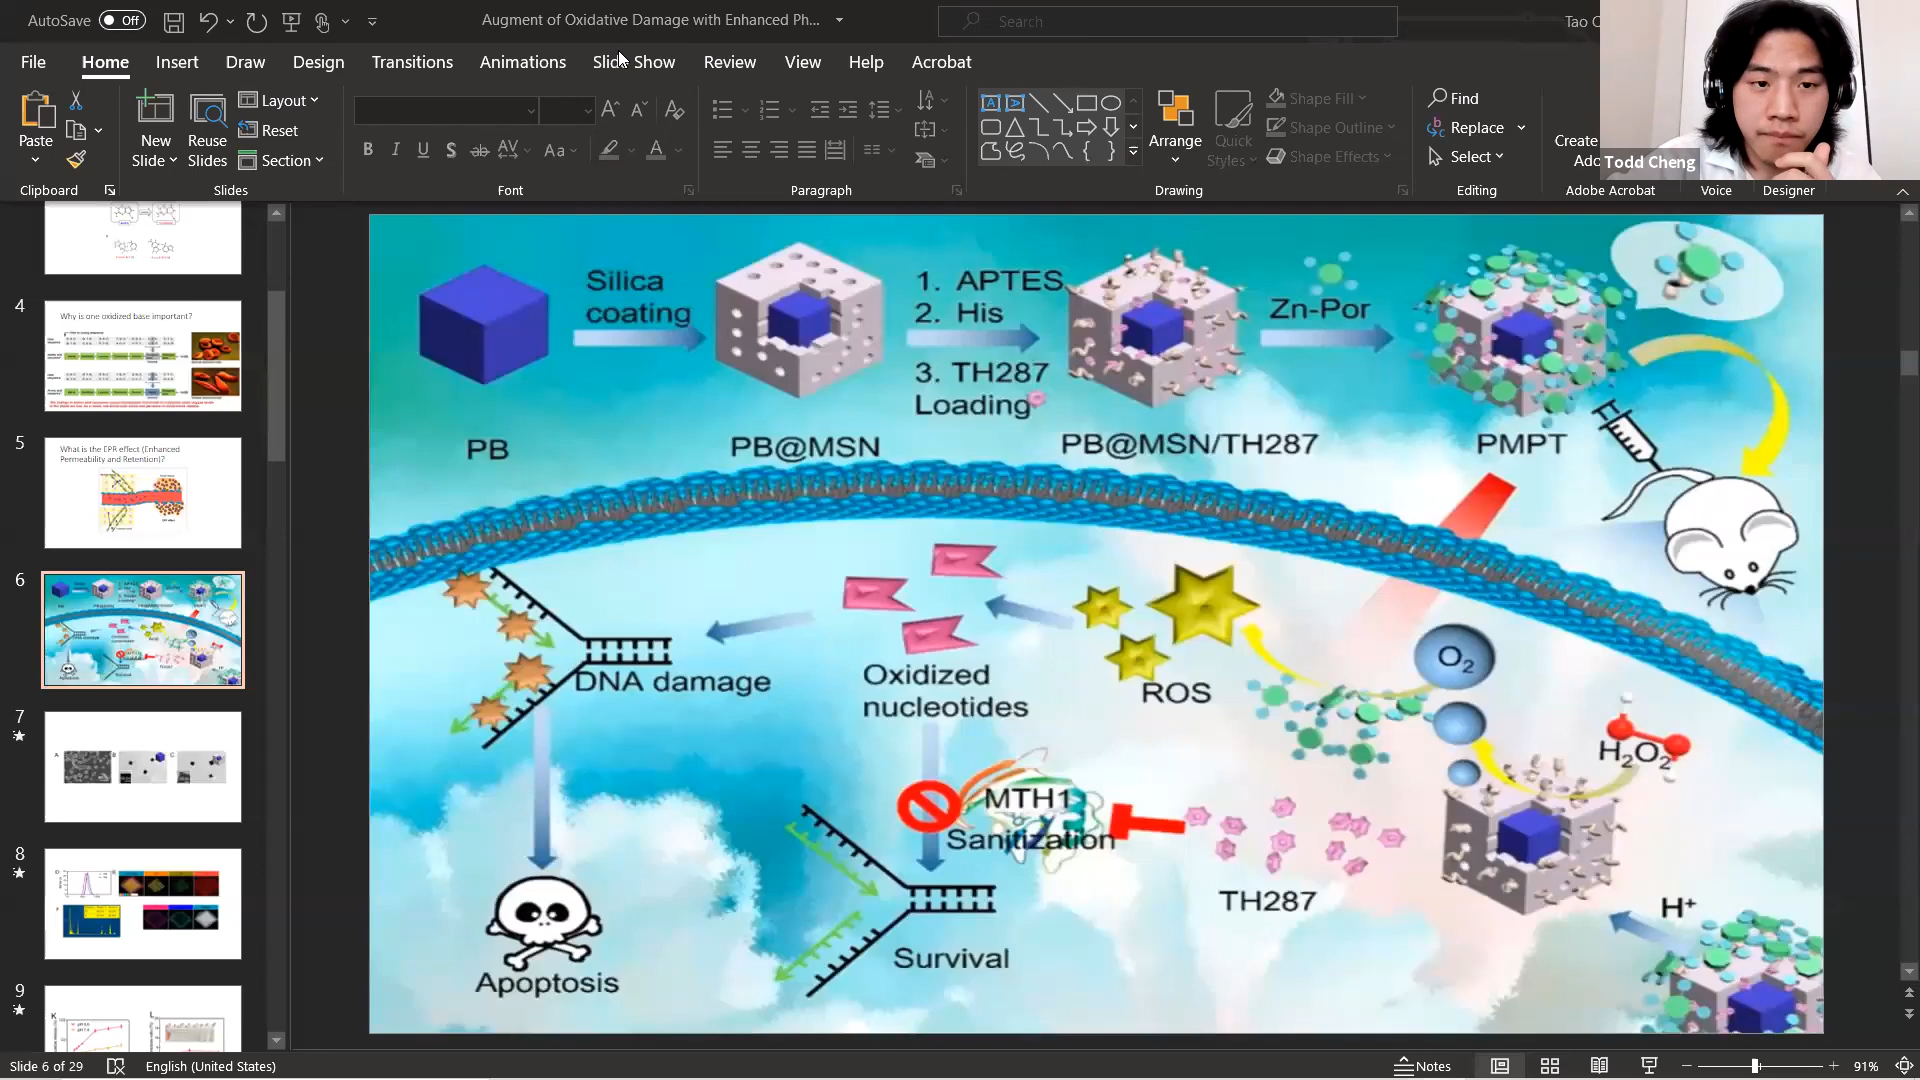 AutoSave Off
Augment of Oxidative Damage with Enhanced Ph...
Search
Tao C
File Home Insert Draw Design Transitions Animations Slide Show Review View Help Acrobat
Paste
New
Slide
Reuse
Slides
Layout
Reset
Section
B I U S ab AV Aa A
Arrange
Quick
Styles
Shape Fill
Shape Outline
Shape Effects
Find
Replace
Select
Create
Ado
Clipboard Slides Font Paragraph Drawing Editing Adobe Acrobat Voice Designer
Todd Cheng
4
Why is one oxidized base important?
5
What is the EPR effect (Enhanced
Permeability and Retention)?
6
7
A B C
8
9
K L
Silica
coating
1. APTES
2. His
3. TH287
Loading
Zn-Por
PB
PB@MSN
PB@MSN/TH287
PMPT
DNA damage
Oxidized
nucleotides
ROS
O2
H2O2
MTH1
Sanitization
TH287
H+
Survival
Apoptosis
Slide 6 of 29
English (United States)
Notes
91%